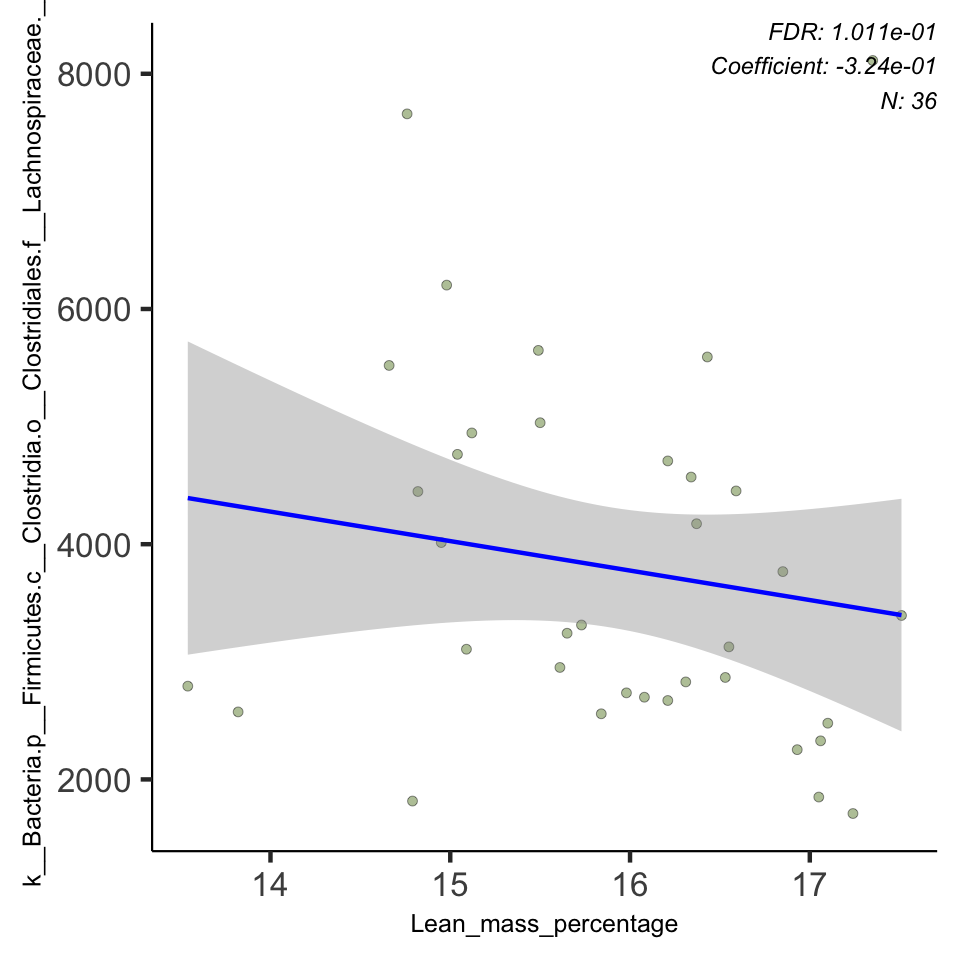 FDR: 1.011e-01
Coefficient: -3.24e-01
N: 36
k__Bacteria.p__Firmicutes.c__Clostridia.o__Clostridiales.f__Lachnospiraceae._
8000
6000
4000
2000
14 15 16 17
Lean_mass_percentage